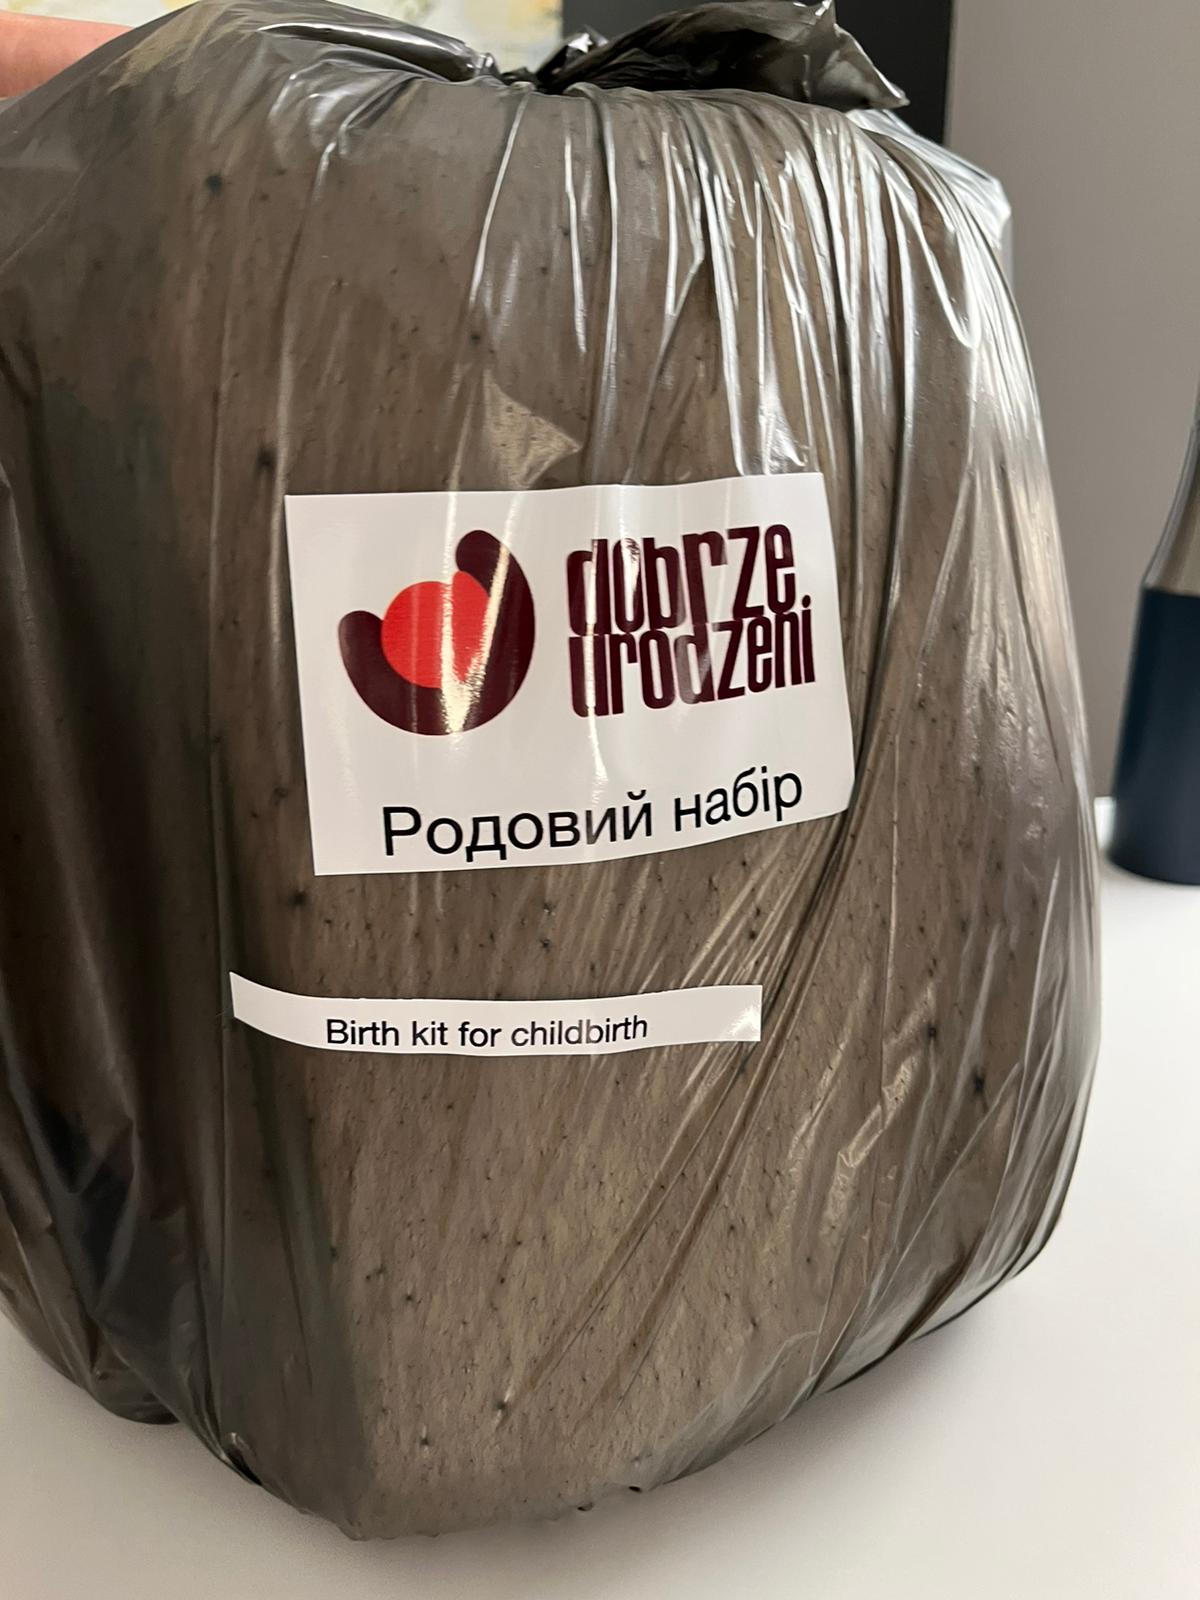 dobrze
urodzeni
Родовий набір
Birth kit for childbirth